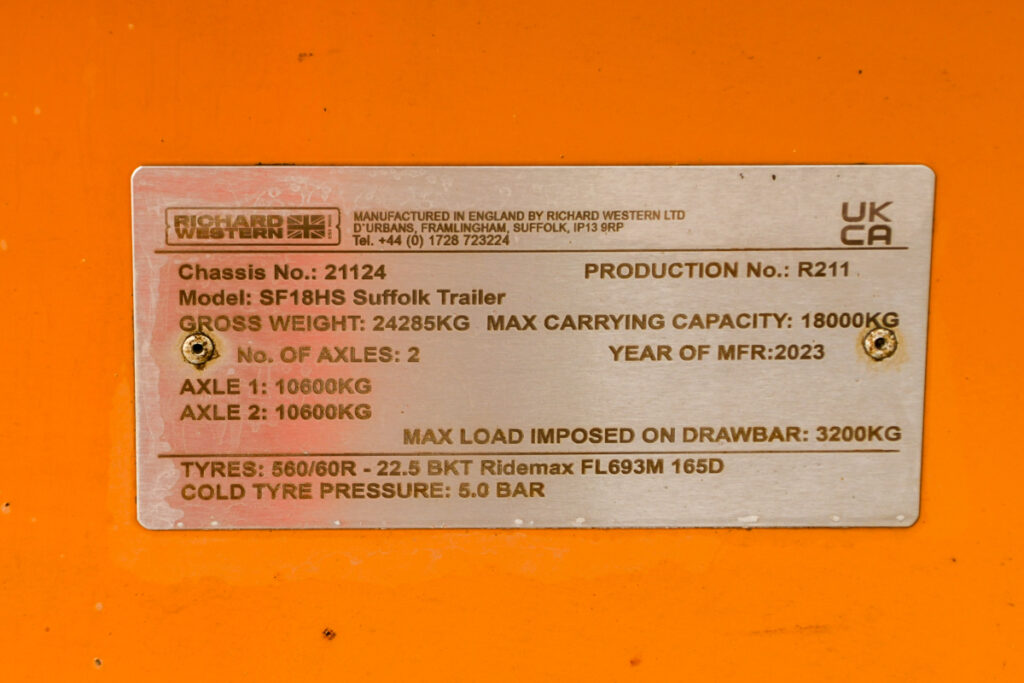 RICHARD WESTERN
MANUFACTURED IN ENGLAND BY RICHARD WESTERN LTD
D'URBANS, FRAMLINGHAM, SUFFOLK, IP13 9RP
Tel. +44 (0) 1728 723224
UK
CA
Chassis No.: 21124 PRODUCTION No.: R211
Model: SF18HS Suffolk Trailer
GROSS WEIGHT: 24285KG MAX CARRYING CAPACITY: 18000KG
No. OF AXLES: 2 YEAR OF MFR:2023
AXLE 1: 10600KG
AXLE 2: 10600KG
MAX LOAD IMPOSED ON DRAWBAR: 3200KG
TYRES: 560/60R - 22.5 BKT Ridemax FL693M 165D
COLD TYRE PRESSURE: 5.0 BAR